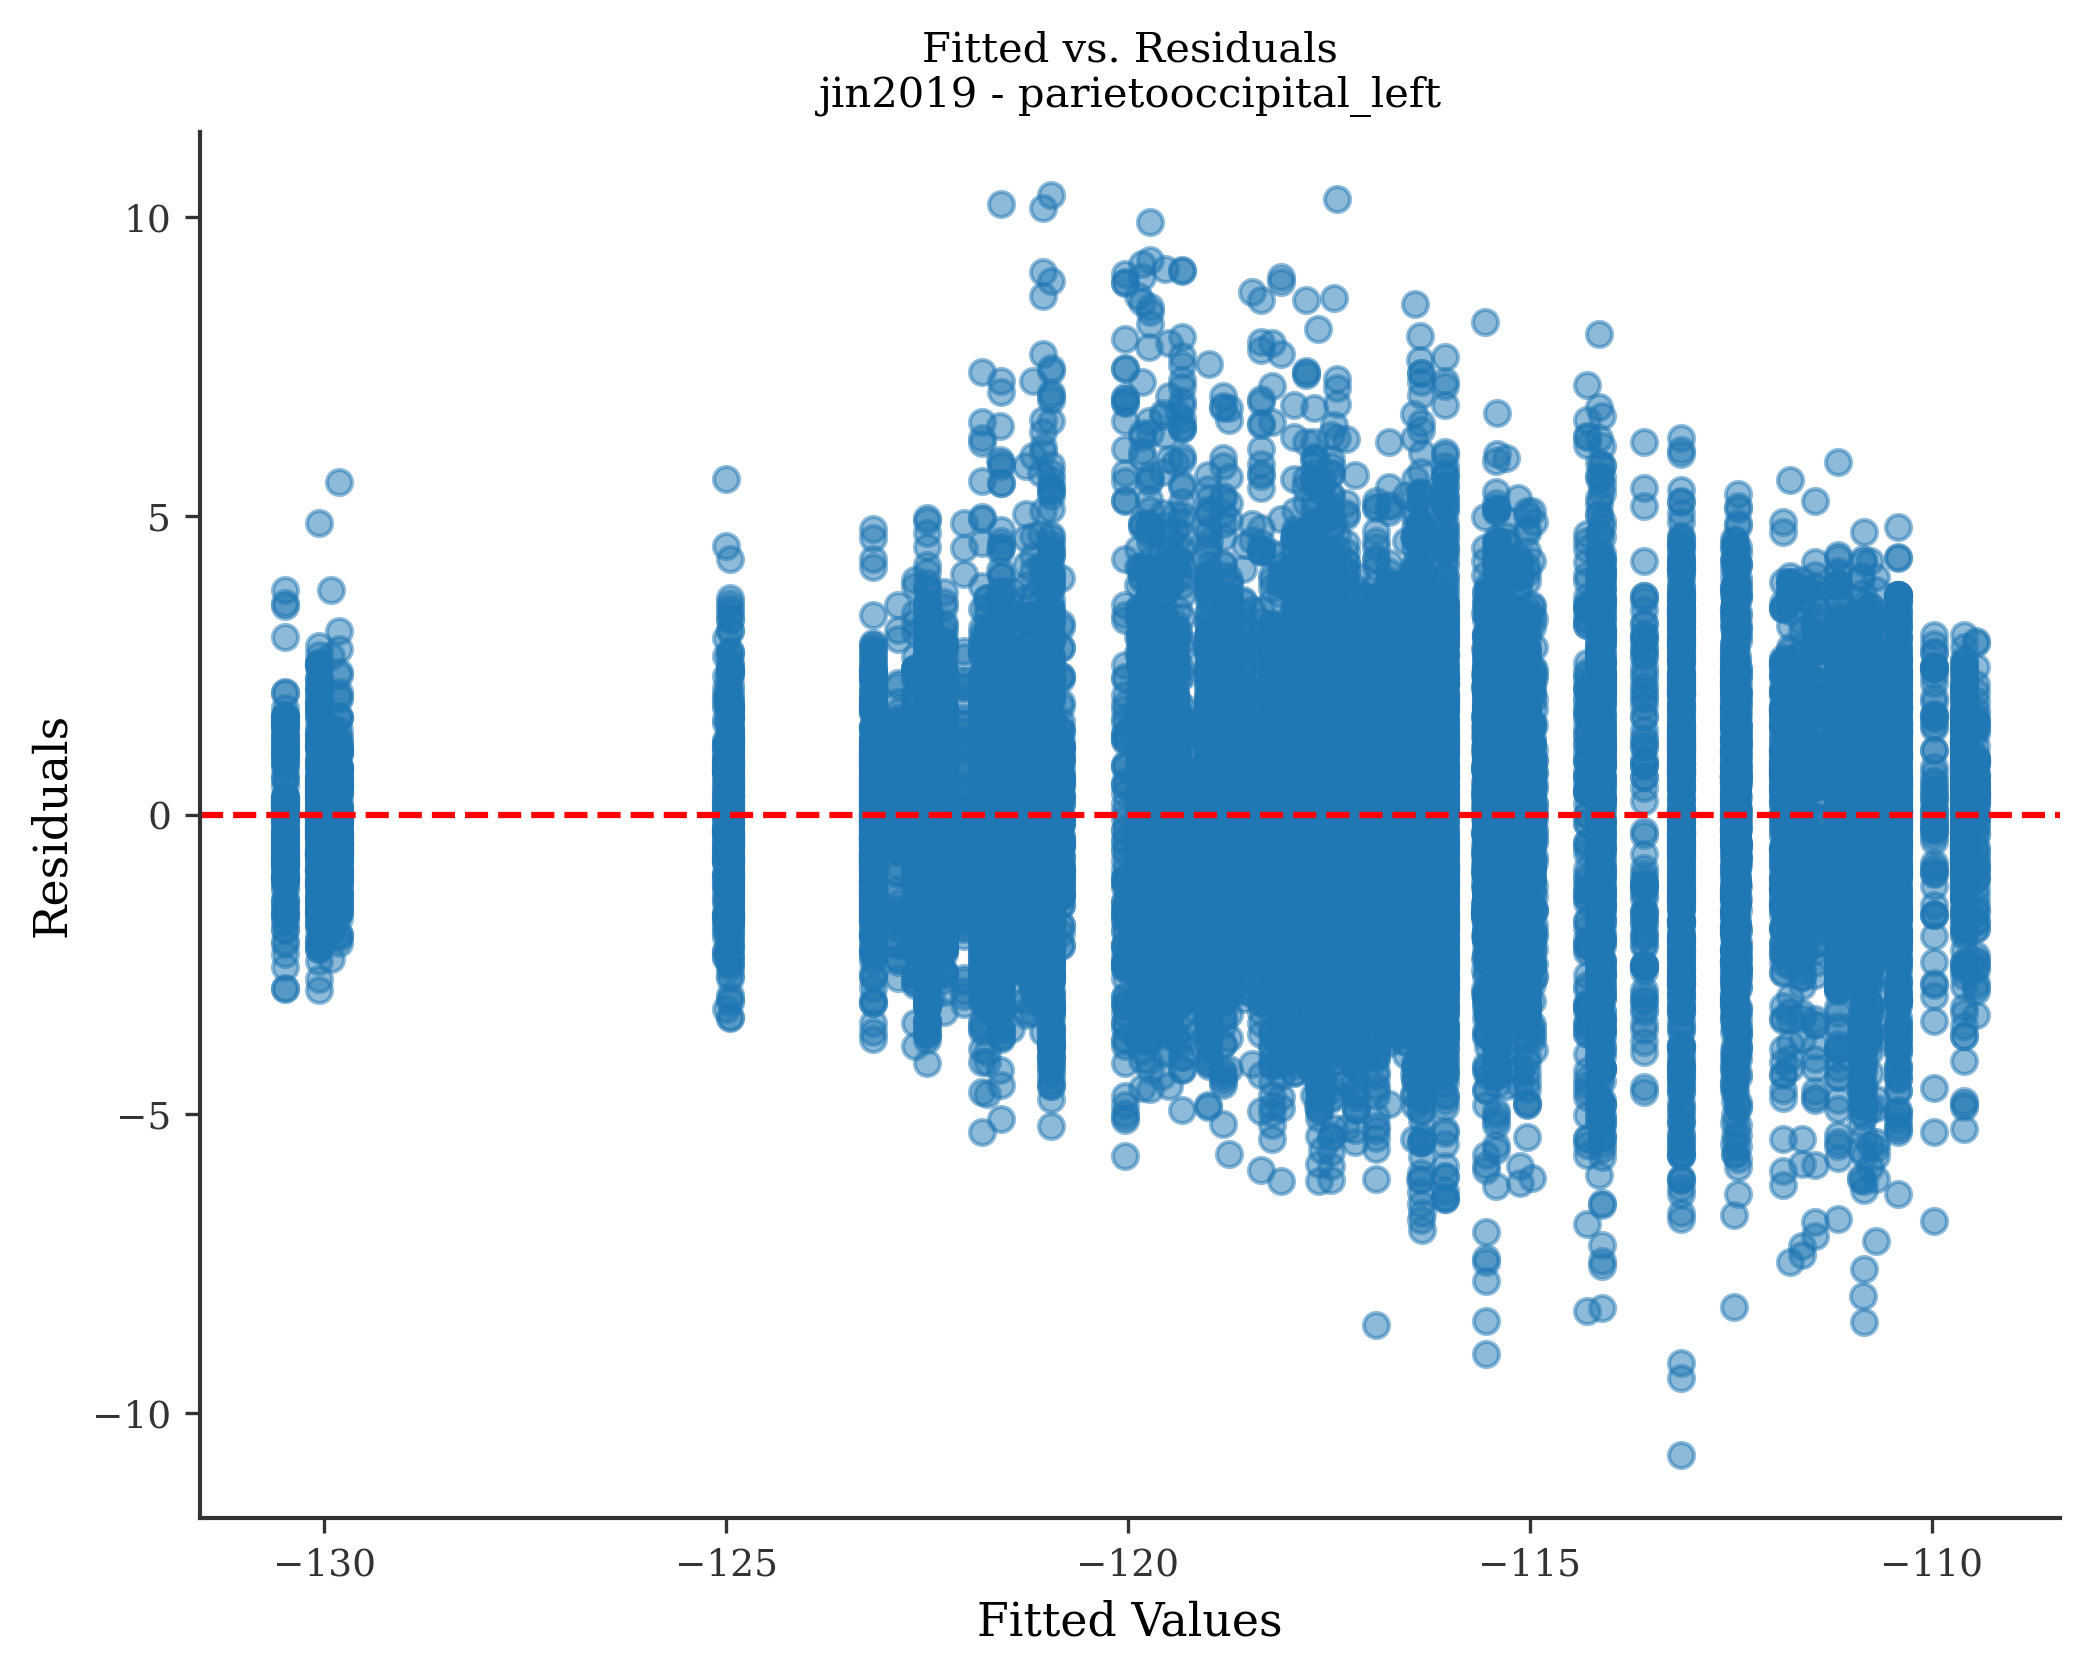 Fitted vs. Residuals
jin2019 - parietooccipital_left
10
5
0
−5
−10
Residuals
−130
−125
−120
−115
−110
Fitted Values